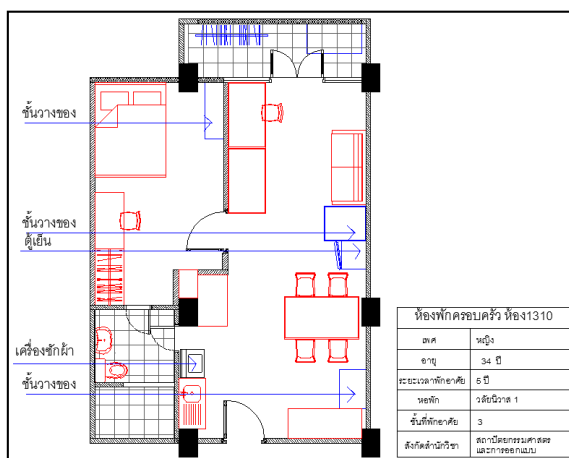 ชั้นวางของ
ชั้นวางของ
ตู้เย็น
เครื่องซักผ้า
ชั้นวางของ
ห้องพักครอบครัว ห้อง1310
เพศ หญิง
อายุ 34 ปี
ระยะเวลาพักอาศัย 5 ปี
หอพัก วลัยนิวาส 1
ชั้นที่พักอาศัย 3
สังกัดสำนักวิชา สถาปัตยกรรมศาสตร์
และการออกแบบ